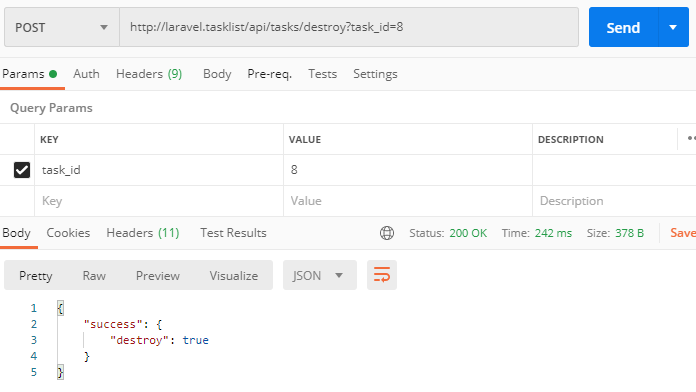 POST http://laravel.tasklist/api/tasks/destroy?task_id=8 Send
Params Auth Headers (9) Body Pre-req. Tests Settings
Query Params
KEY VALUE DESCRIPTION
task_id 8
Key Value Description
Body Cookies Headers (11) Test Results Status: 200 OK Time: 242 ms Size: 378 B Save
Pretty Raw Preview Visualize JSON
1 {
2 "success": {
3 "destroy": true
4 }
5 }